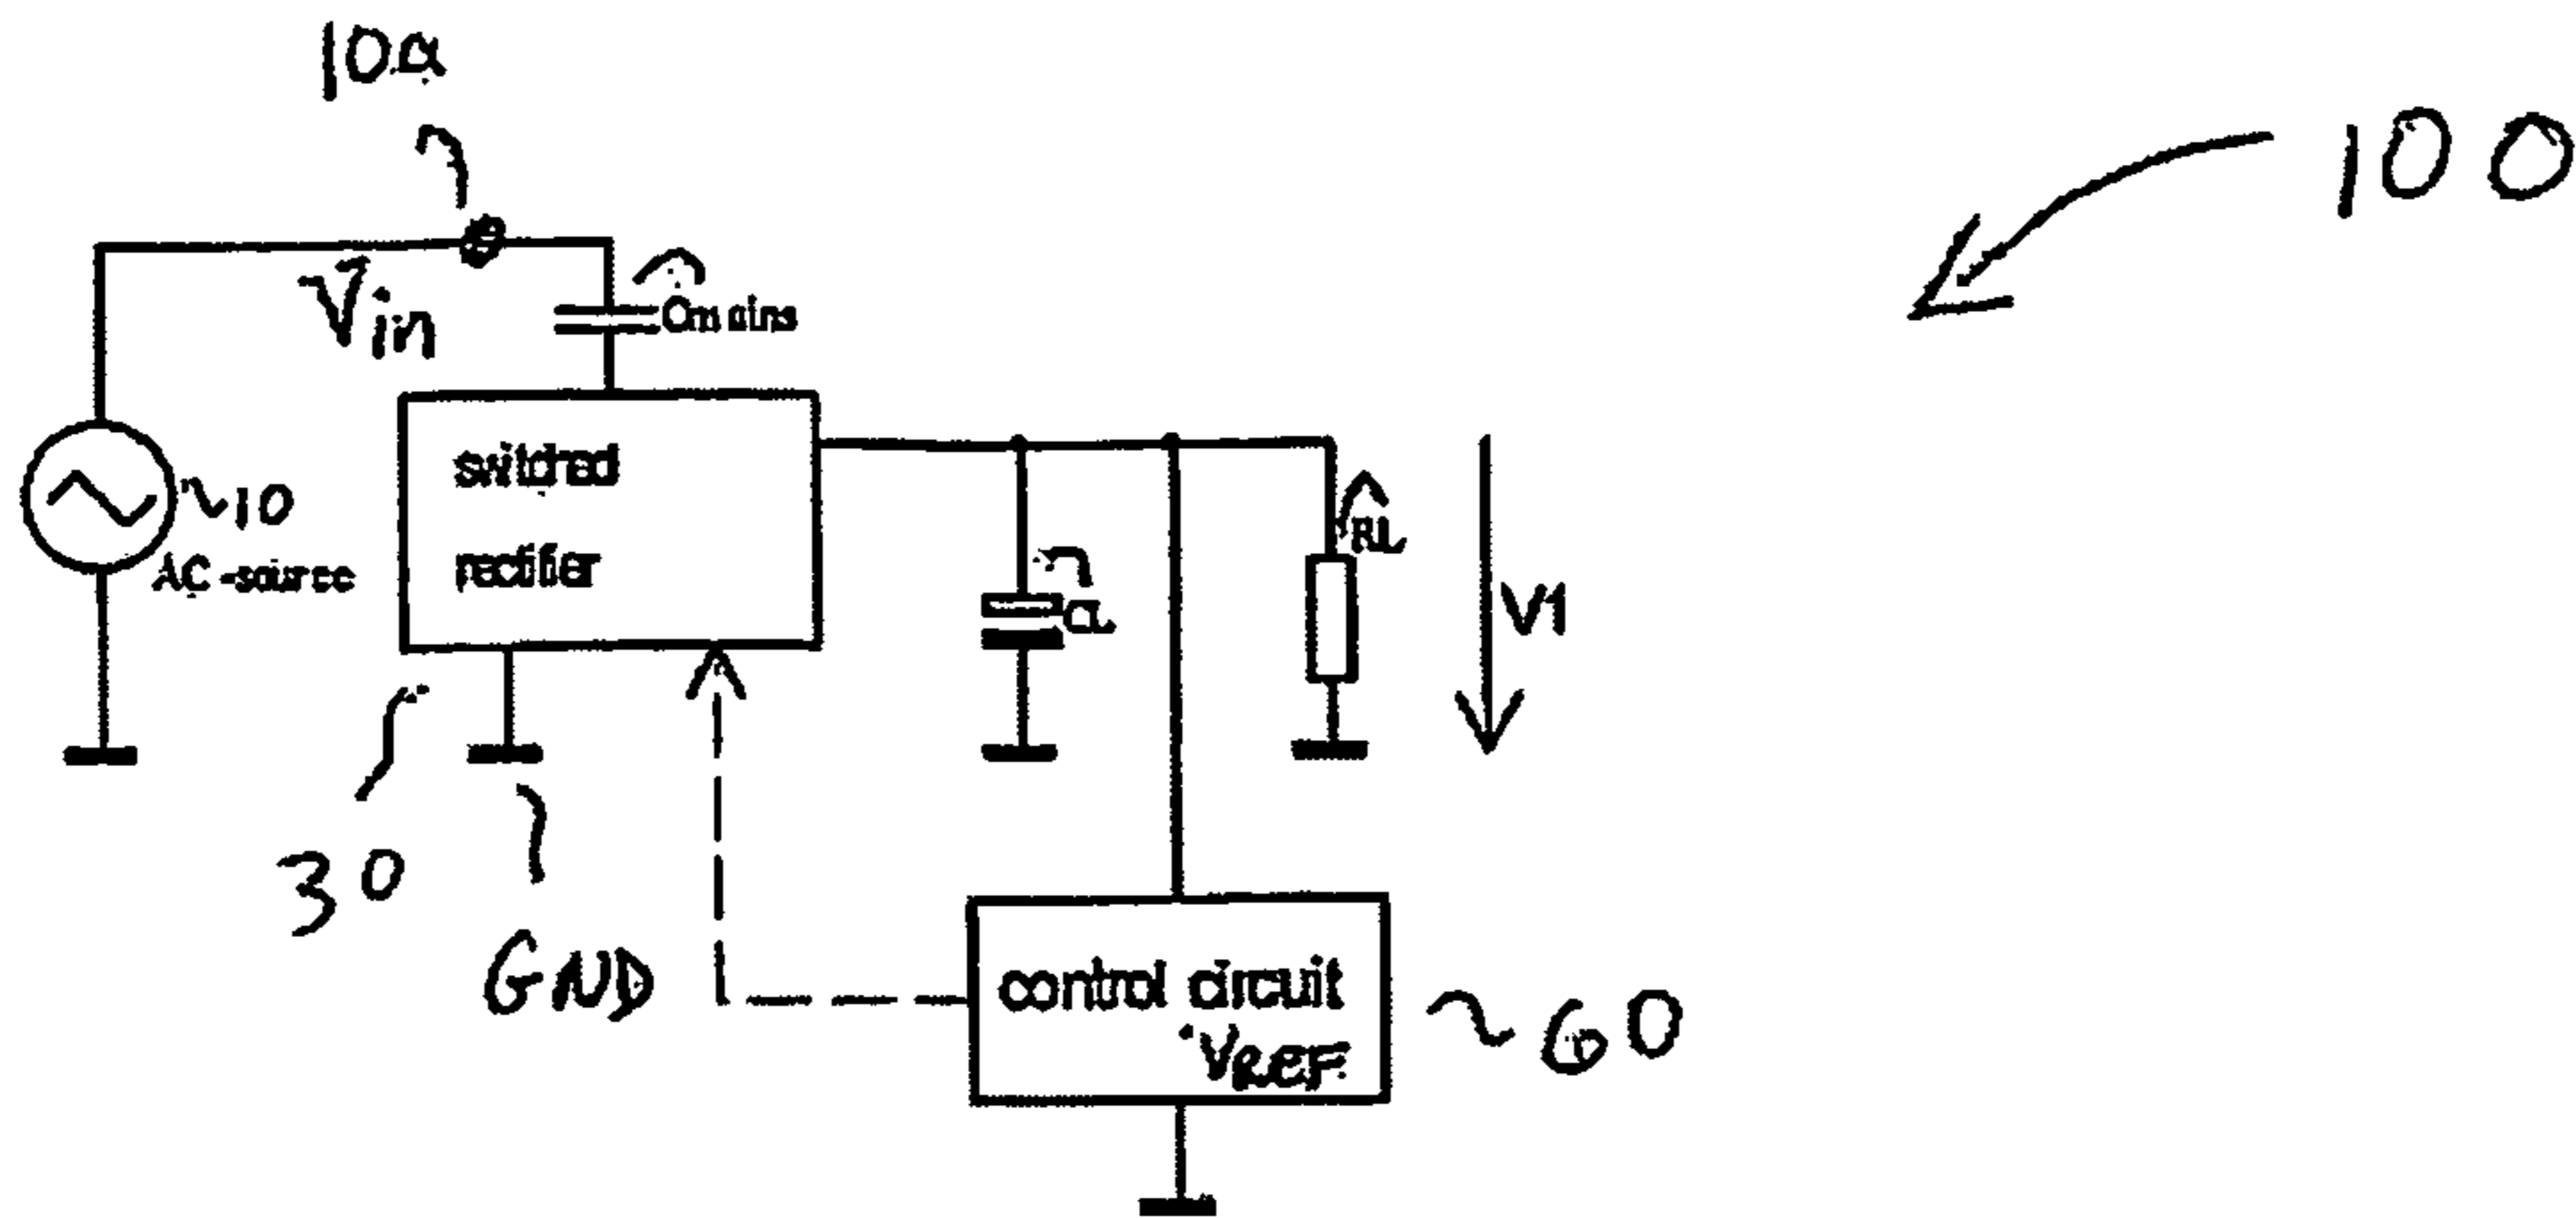 10a
100
Vin
Cmains
switched
rectifier
10
AC-source
RL
CL
V1
30
GND
control circuit
VREF
60